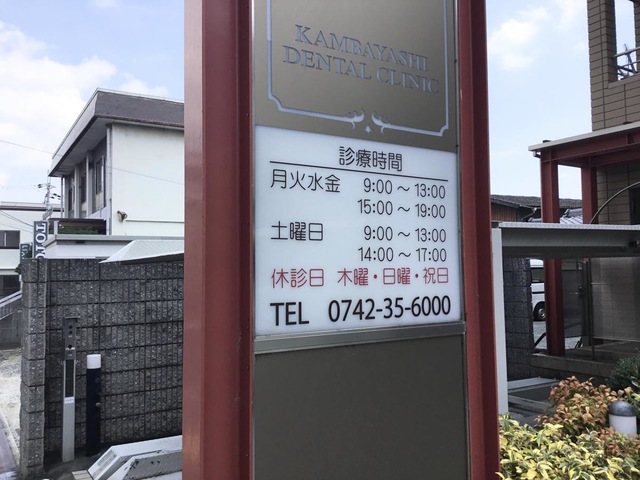 KAMBAYASHI
DENTAL CLINIC
診療時間
月火水金 9:00～13:00
15:00～19:00
土曜日 9:00～13:00
14:00～17:00
休診日 木曜・日曜・祝日
TEL 0742-35-6000